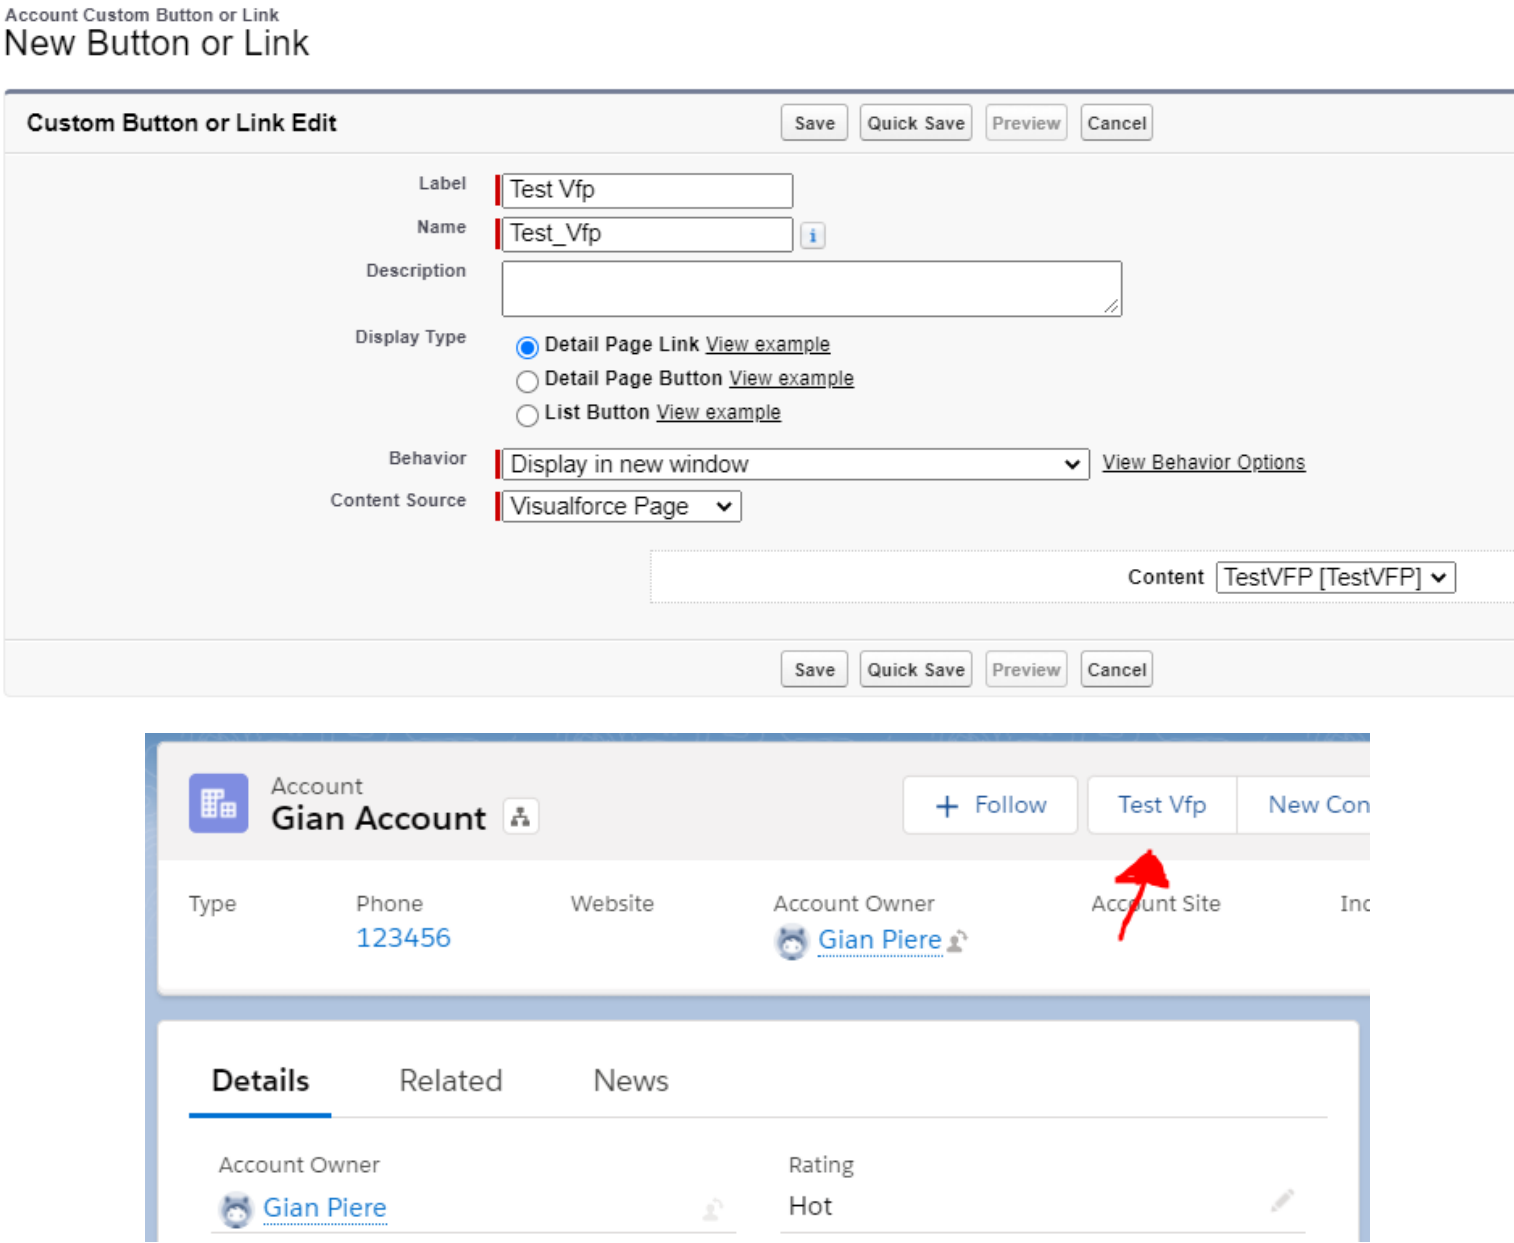 Account Custom Button or Link
New Button or Link
Custom Button or Link Edit Save Quick Save Preview Cancel
Label Test Vfp
Name Test_Vfp i
Description
Display Type Detail Page Link View example
Detail Page Button View example
List Button View example
Behavior Display in new window View Behavior Options
Content Source Visualforce Page
Content TestVFP [TestVFP]
Save Quick Save Preview Cancel
Account
Gian Account + Follow Test Vfp New Con
Type Phone Website Account Owner Account Site Inc
123456 Gian Piere
Details Related News
Account Owner Rating
Gian Piere Hot